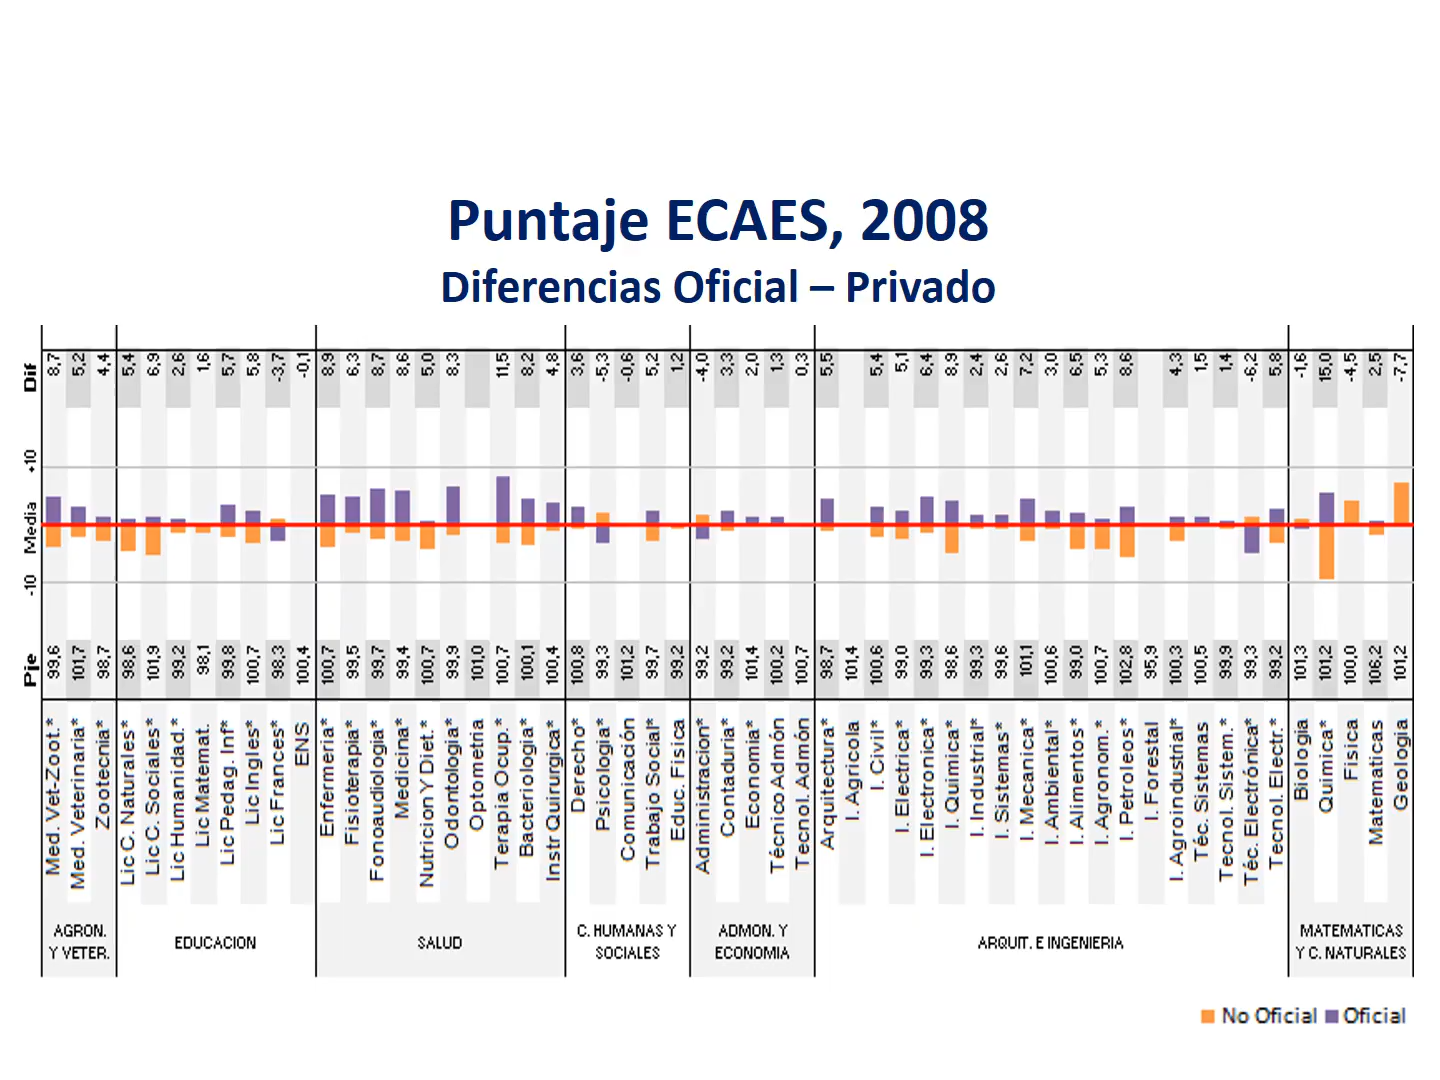 Puntaje ECAES, 2008
Diferencias Oficial – Privado
Dif 8,7 5,2 4,4 5,4 6,9 2,6 1,6 5,7 5,8 -3,7 -0,1 8,9 6,3 8,7 8,6 5,0 8,3 11,5 8,2 4,8 3,6 -5,3 -0,6 5,2 1,2 -4,0 3,3 2,0 1,3 0,3 5,5 5,4 5,1 6,4 8,9 2,4 2,6 7,2 3,0 6,5 5,3 8,6 4,3 1,5 1,4 -6,2 5,8 -1,6 15,0 -4,5 2,5 -7,7
+10
Media
-10
Pje 99,6 101,7 98,7 98,6 101,9 99,2 98,1 99,8 100,7 98,3 100,4 100,7 99,5 99,7 99,4 100,7 99,9 101,0 99,7 100,1 100,4 100,8 99,3 101,2 99,7 99,2 99,2 99,2 101,4 100,2 100,7 98,7 101,4 100,6 99,0 99,3 98,6 99,3 99,6 101,1 100,6 99,0 100,7 102,8 95,9 100,3 100,5 99,9 99,3 99,2 101,3 101,2 100,0 106,2 101,2
Med. Vet-Zoot.*
Med. Veterinaria*
Zootecnia*
Lic C. Naturales*
Lic C. Sociales*
Lic Humanidad.*
Lic Matemat.
Lic Pedag. Inf*
Lic Ingles*
Lic Frances*
ENS
Enfermeria*
Fisioterapia*
Fonoaudiologia*
Medicina*
Nutricion Y Diet.*
Odontologia*
Optometria
Terapia Ocup.*
Bacteriologia*
Instr Quirurgica*
Derecho*
Psicologia*
Comunicación
Trabajo Social*
Educ. Fisica
Administracion*
Contaduria*
Economia*
Técnico Admón
Tecnol. Admón
Arquitectura*
I. Agricola
I. Civil*
I. Electrica*
I. Electronica*
I. Quimica*
I. Industrial*
I. Sistemas*
I. Mecanica*
I. Ambiental*
I. Alimentos*
I. Agronom.*
I. Petroleos*
I. Forestal
I. Agroindustrial*
Téc. Sistemas
Tecnol. Sistem.*
Téc. Electrónica*
Tecnol. Electr.*
Biologia
Quimica*
Fisica
Matematicas
Geologia
AGRON.
Y VETER.
EDUCACION
SALUD
C. HUMANAS Y
SOCIALES
ADMON. Y
ECONOMIA
ARQUIT. E INGENIERIA
MATEMATICAS
Y C. NATURALES
No Oficial Oficial